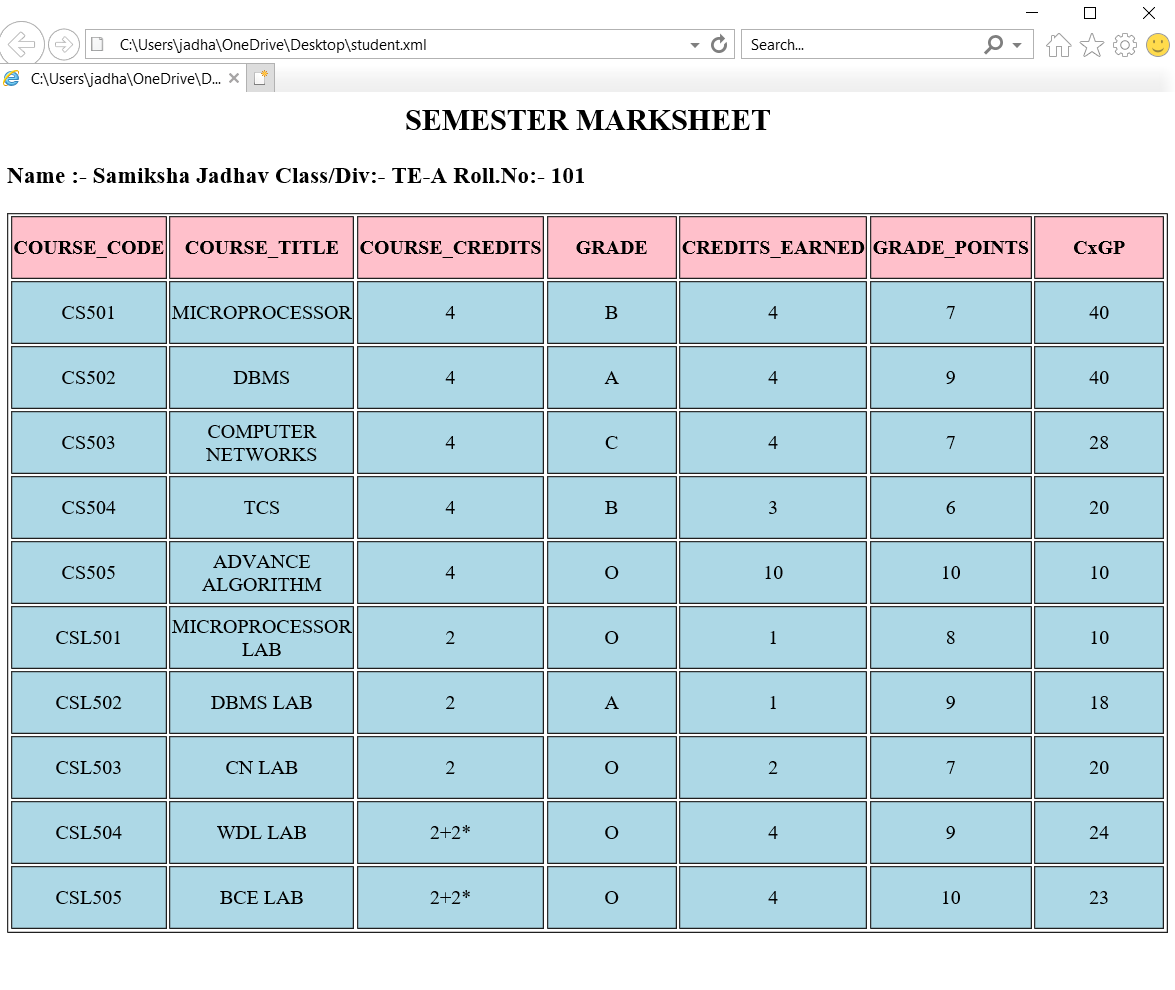 C:\Users\jadha\OneDrive\Desktop\student.xml
Search...
C:\Users\jadha\OneDrive\D...
SEMESTER MARKSHEET
Name :- Samiksha Jadhav Class/Div:- TE-A Roll.No:- 101
COURSE_CODE COURSE_TITLE COURSE_CREDITS GRADE CREDITS_EARNED GRADE_POINTS CxGP
CS501 MICROPROCESSOR 4 B 4 7 40
CS502 DBMS 4 A 4 9 40
CS503 COMPUTER NETWORKS 4 C 4 7 28
CS504 TCS 4 B 3 6 20
CS505 ADVANCE ALGORITHM 4 O 10 10 10
CSL501 MICROPROCESSOR LAB 2 O 1 8 10
CSL502 DBMS LAB 2 A 1 9 18
CSL503 CN LAB 2 O 2 7 20
CSL504 WDL LAB 2+2* O 4 9 24
CSL505 BCE LAB 2+2* O 4 10 23